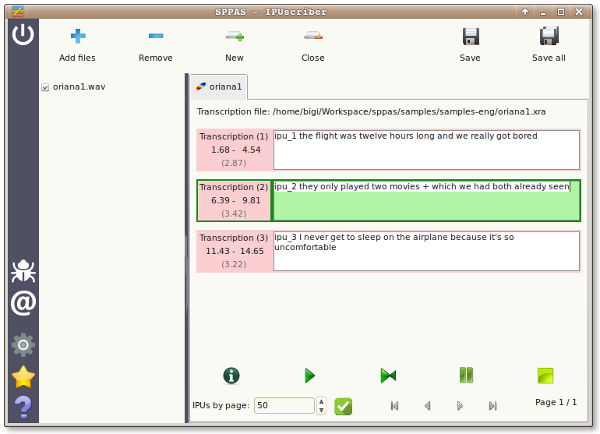 SPPAS - IPUscriber
Add files
Remove
New
Close
Save
Save all
oriana1.wav
oriana1
Transcription file: /home/bigi/Workspace/sppas/samples/samples-eng/oriana1.xra
Transcription (1)
1.68 - 4.54
(2.87)
ipu_1 the flight was twelve hours long and we really got bored
Transcription (2)
6.39 - 9.81
(3.42)
ipu_2 they only played two movies + which we had both already seen
Transcription (3)
11.43 - 14.65
(3.22)
ipu_3 I never get to sleep on the airplane because it's so
uncomfortable
IPUs by page: 50
Page 1 / 1